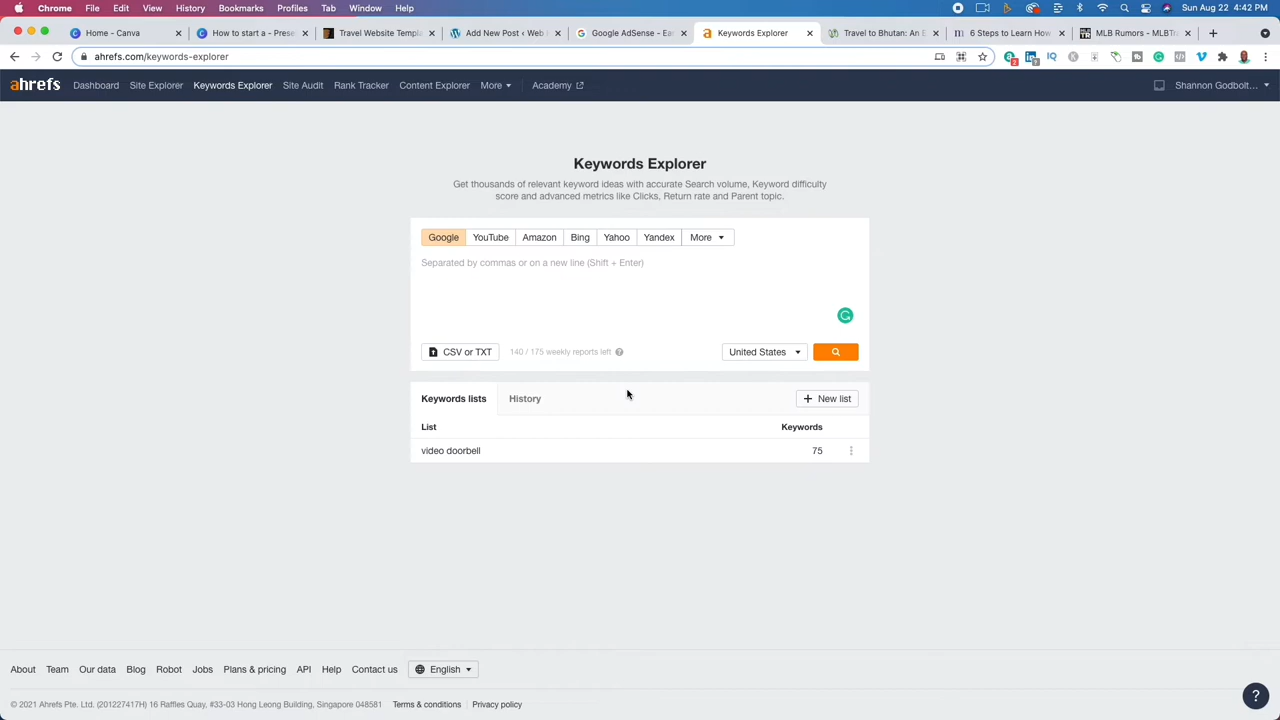 Chrome File Edit View History Bookmarks Profiles Tab Window Help Sun Aug 29 4:42 PM
Home - Canva
How to start a - Prese
Travel Website Templa
Add New Post ‹ Web
Google AdSense - Ea
Keywords Explorer
Travel to Bhutan: An E
6 Steps to Learn How
MLB Rumors - MLBTr
ahrefs.com/keywords-explorer
ahrefs Dashboard Site Explorer Keywords Explorer Site Audit Rank Tracker Content Explorer More Academy Shannon Godbolt...
Keywords Explorer
Get thousands of relevant keyword ideas with accurate Search volume, Keyword difficulty
score and advanced metrics like Clicks, Return rate and Parent topic.
Google YouTube Amazon Bing Yahoo Yandex More
Separated by commas or on a new line (Shift + Enter)
CSV or TXT 140 / 175 weekly reports left ? United States
Keywords lists History + New list
List Keywords
video doorbell 75
About Team Our data Blog Robot Jobs Plans & pricing API Help Contact us English
© 2021 Ahrefs Pte. Ltd. (201227417H) 16 Raffles Quay, #33-03 Hong Leong Building, Singapore 048581 Terms & conditions Privacy policy
?